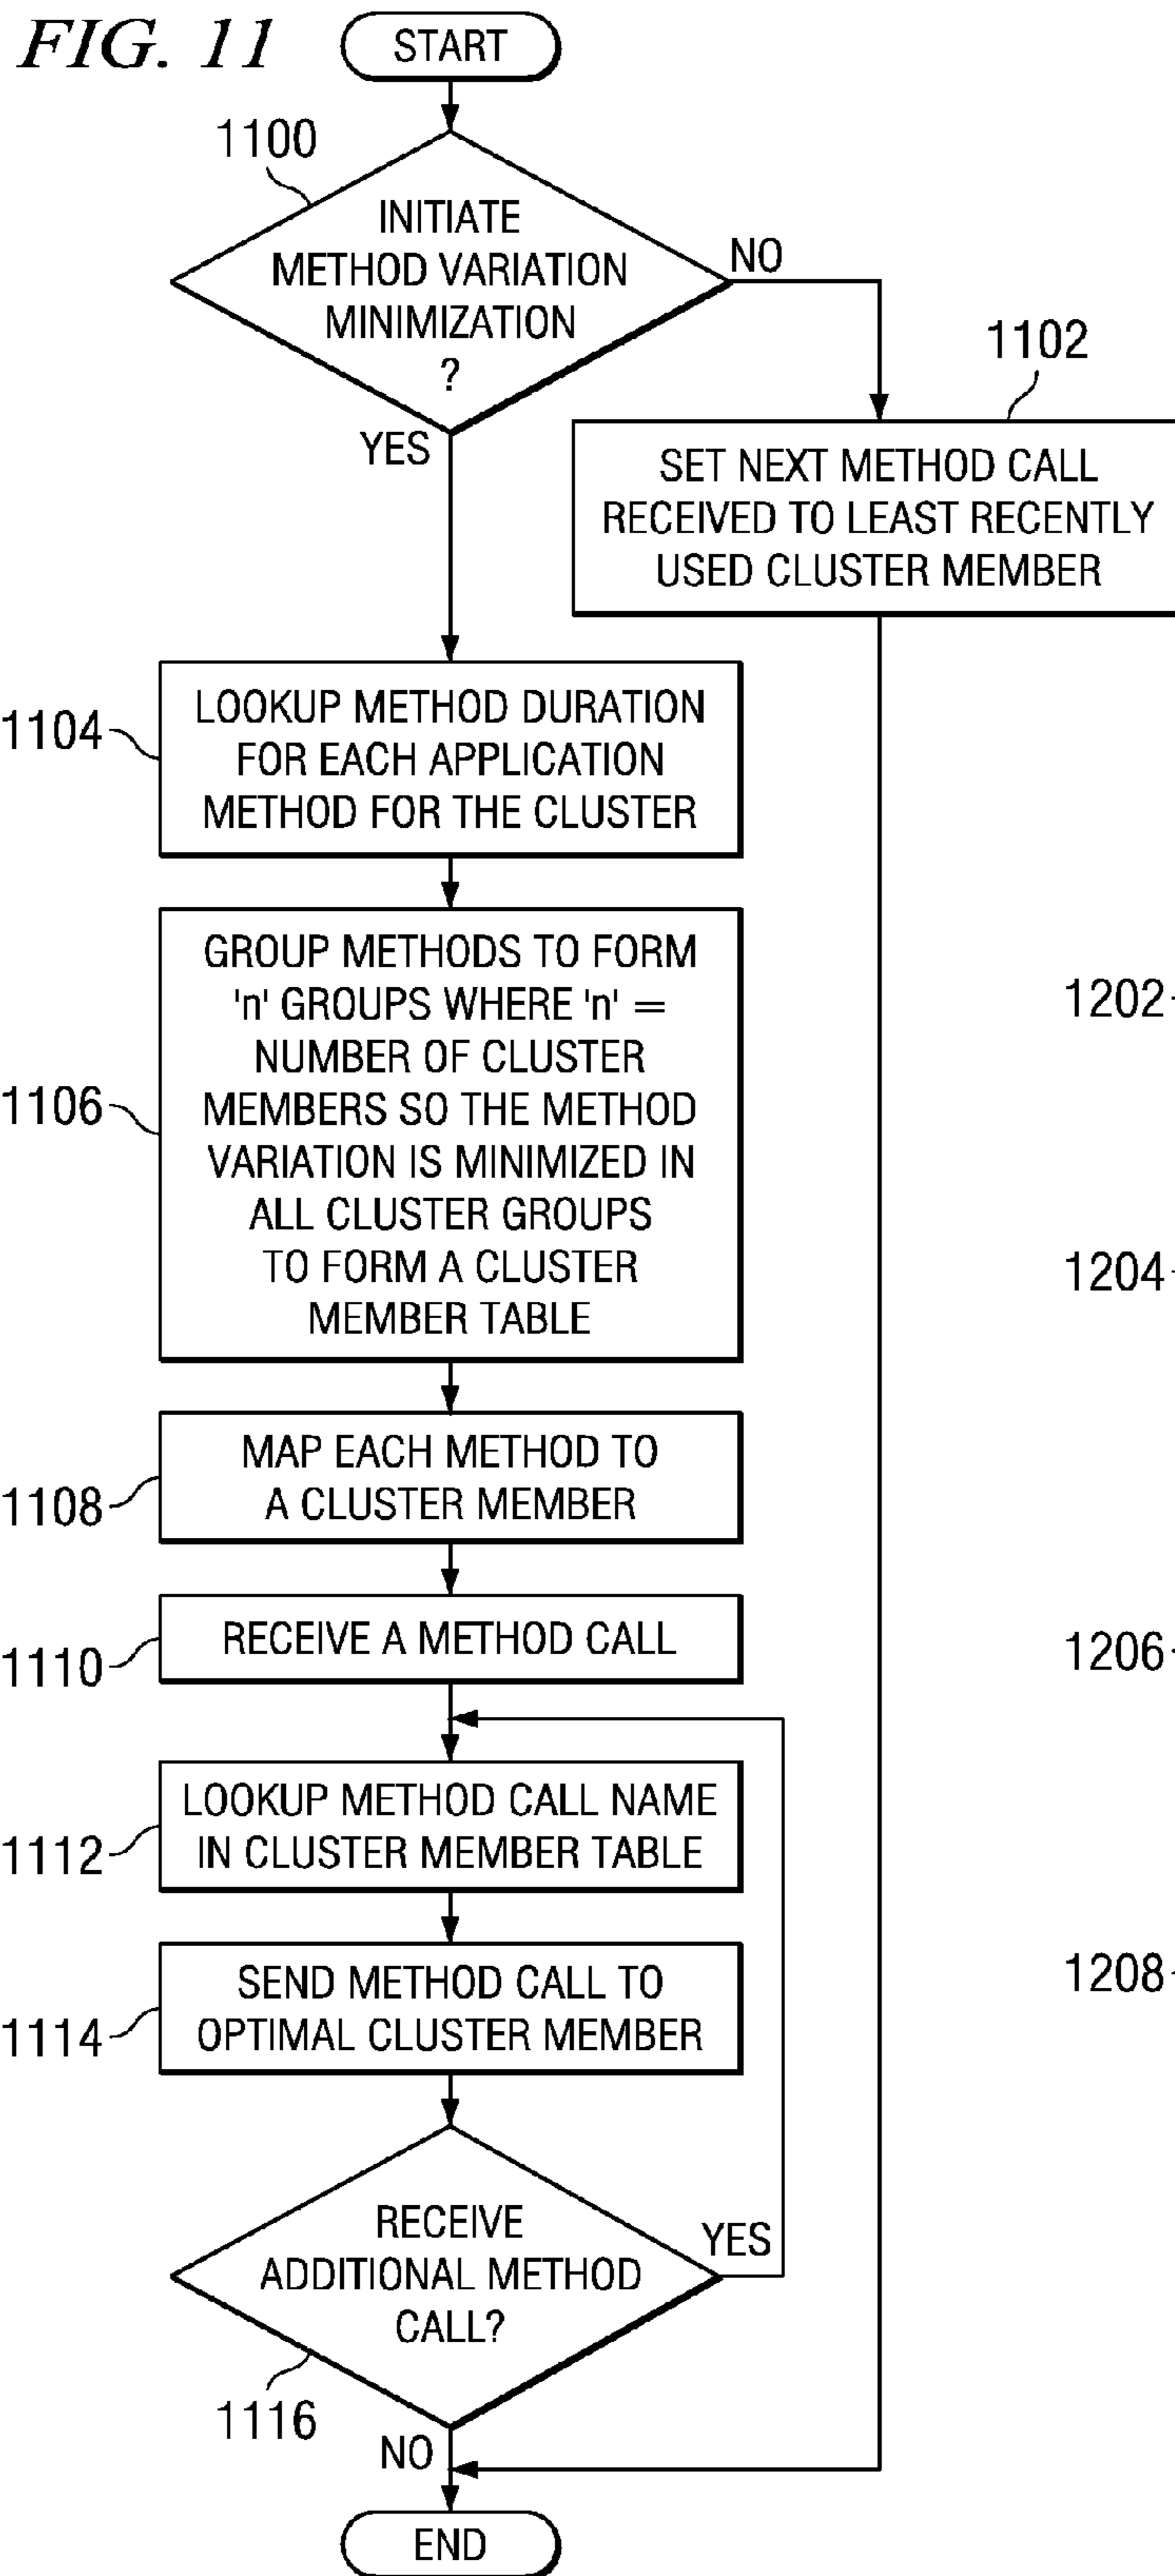 FIG. 11
START
1100
INITIATE
METHOD VARIATION
MINIMIZATION
?
NO
YES
1102
SET NEXT METHOD CALL
RECEIVED TO LEAST RECENTLY
USED CLUSTER MEMBER
1104
LOOKUP METHOD DURATION
FOR EACH APPLICATION
METHOD FOR THE CLUSTER
1106
GROUP METHODS TO FORM
'n' GROUPS WHERE 'n' =
NUMBER OF CLUSTER
MEMBERS SO THE METHOD
VARIATION IS MINIMIZED IN
ALL CLUSTER GROUPS
TO FORM A CLUSTER
MEMBER TABLE
1108
MAP EACH METHOD TO
A CLUSTER MEMBER
1110
RECEIVE A METHOD CALL
1112
LOOKUP METHOD CALL NAME
IN CLUSTER MEMBER TABLE
1114
SEND METHOD CALL TO
OPTIMAL CLUSTER MEMBER
RECEIVE
ADDITIONAL METHOD
CALL?
YES
1116
NO
END
1202
1204
1206
1208